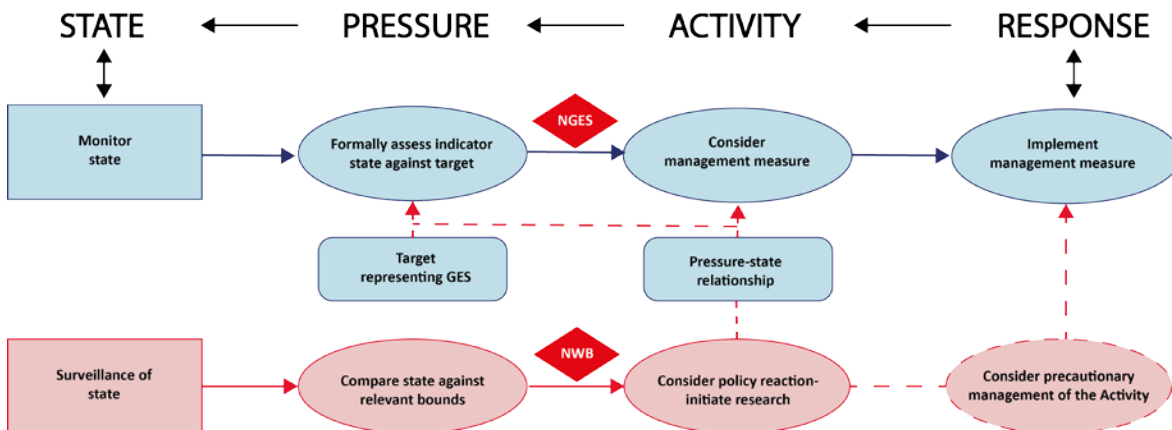 STATE
PRESSURE
ACTIVITY
RESPONSE
Monitor
state
Formally assess indicator
state against target
NGES
Consider
management measure
Implement
management measure
Target
representing GES
Pressure-state
relationship
Surveillance of
state
Compare state against
relevant bounds
NWB
Consider policy reaction-
initiate research
Consider precautionary
management of the Activity